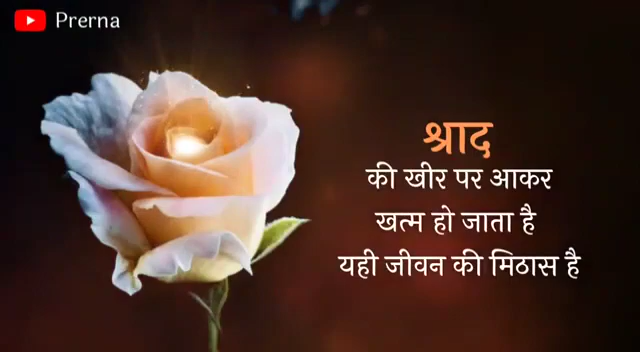 Prerna
श्राद
की खीर पर आकर
खत्म हो जाता है
यही जीवन की मिठास है